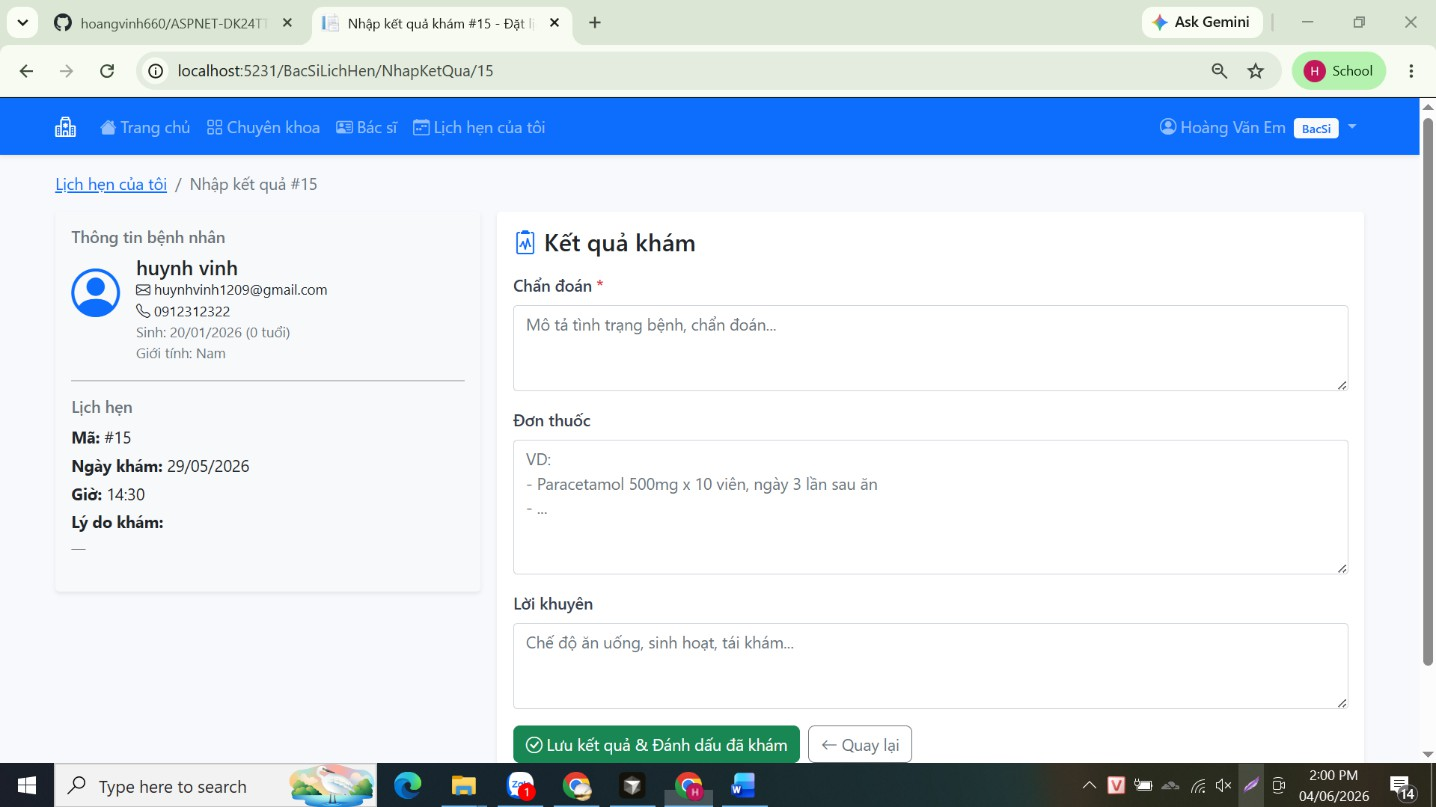 hoangvinh660/ASPNET-DK24TT
Nhập kết quả khám #15 - Đặt lị
Ask Gemini
localhost:5231/BacSiLichHen/NhapKetQua/15
H School
Trang chủ
Chuyên khoa
Bác sĩ
Lịch hẹn của tôi
Hoàng Văn Em BacSi
Lịch hẹn của tôi / Nhập kết quả #15
Thông tin bệnh nhân
huynh vinh
huynhvinh1209@gmail.com
0912312322
Sinh: 20/01/2026 (0 tuổi)
Giới tính: Nam
Lịch hẹn
Mã: #15
Ngày khám: 29/05/2026
Giờ: 14:30
Lý do khám:
—
Kết quả khám
Chẩn đoán *
Mô tả tình trạng bệnh, chẩn đoán...
Đơn thuốc
VD:
- Paracetamol 500mg x 10 viên, ngày 3 lần sau ăn
- ...
Lời khuyên
Chế độ ăn uống, sinh hoạt, tái khám...
Lưu kết quả & Đánh dấu đã khám
← Quay lại
Type here to search
Zalo
1
H
W
V
2:00 PM
04/06/2026
14